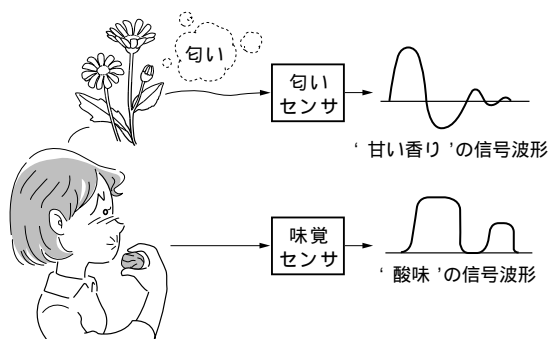 匂い
匂い
センサ
‘ 甘い香り ’の信号波形
味覚
センサ
‘ 酸味 ’の信号波形